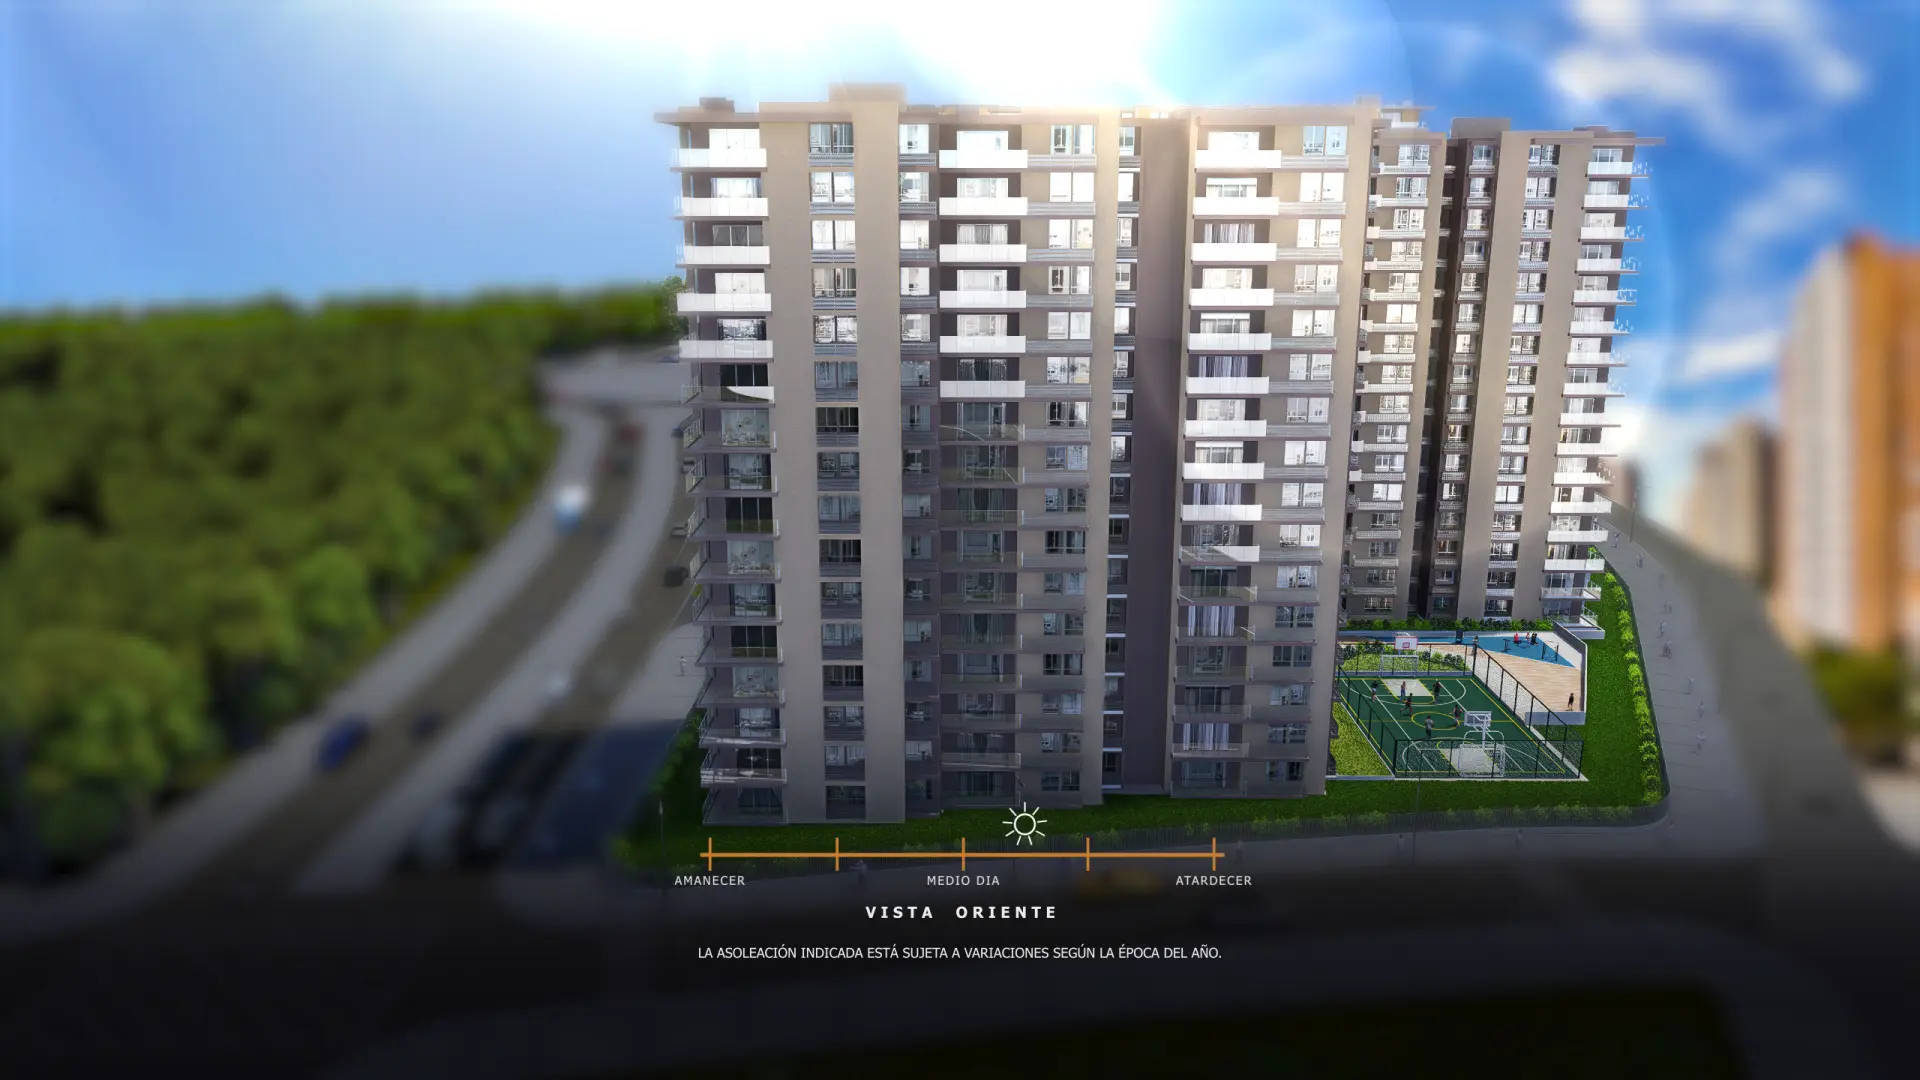 AMANECER MEDIO DIA ATARDECER
VISTA ORIENTE
LA ASOLEACIÓN INDICADA ESTÁ SUJETA A VARIACIONES SEGÚN LA ÉPOCA DEL AÑO.